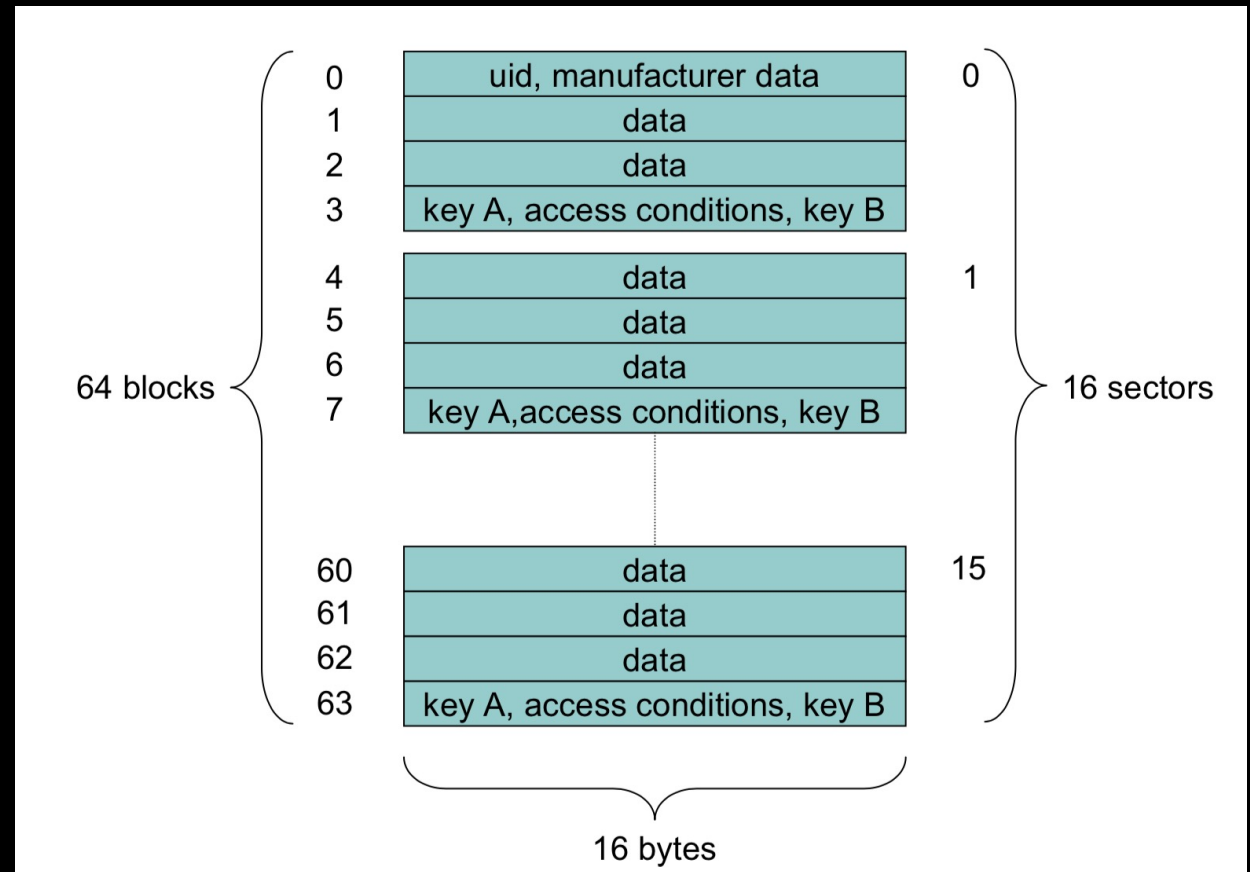 0 uid, manufacturer data 0
1 data
2 data
3 key A, access conditions, key B
4 data 1
5 data
6 data
64 blocks
16 sectors
7 key A,access conditions, key B
60 data 15
61 data
62 data
63 key A, access conditions, key B
16 bytes